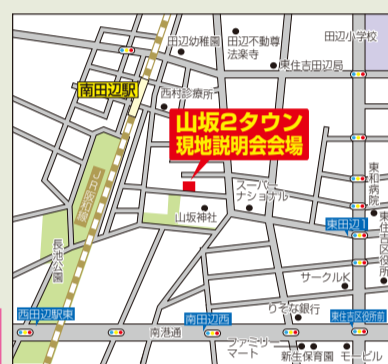 田辺幼稚園
田辺不動尊
法楽寺
田辺小学校
東住吉田辺局
南田辺駅
西村診療所
山坂2タウン
現地説明会会場
JR阪和線
東和病院
スーパー
ナショナル
山坂神社
東田辺1
長池公園
東住吉区役所
サークルK
りそな銀行
西田辺駅東
南田辺西
東住吉区役所前
南港通
ファミリー
マート
新生保育園
モービル